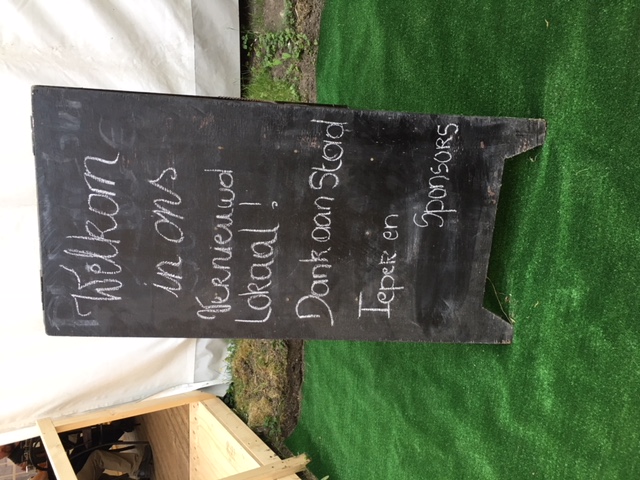 Welkom
in ons
Vernieuwd
Lokaal!
Dank aan Stad
Ieper en
Sponsors